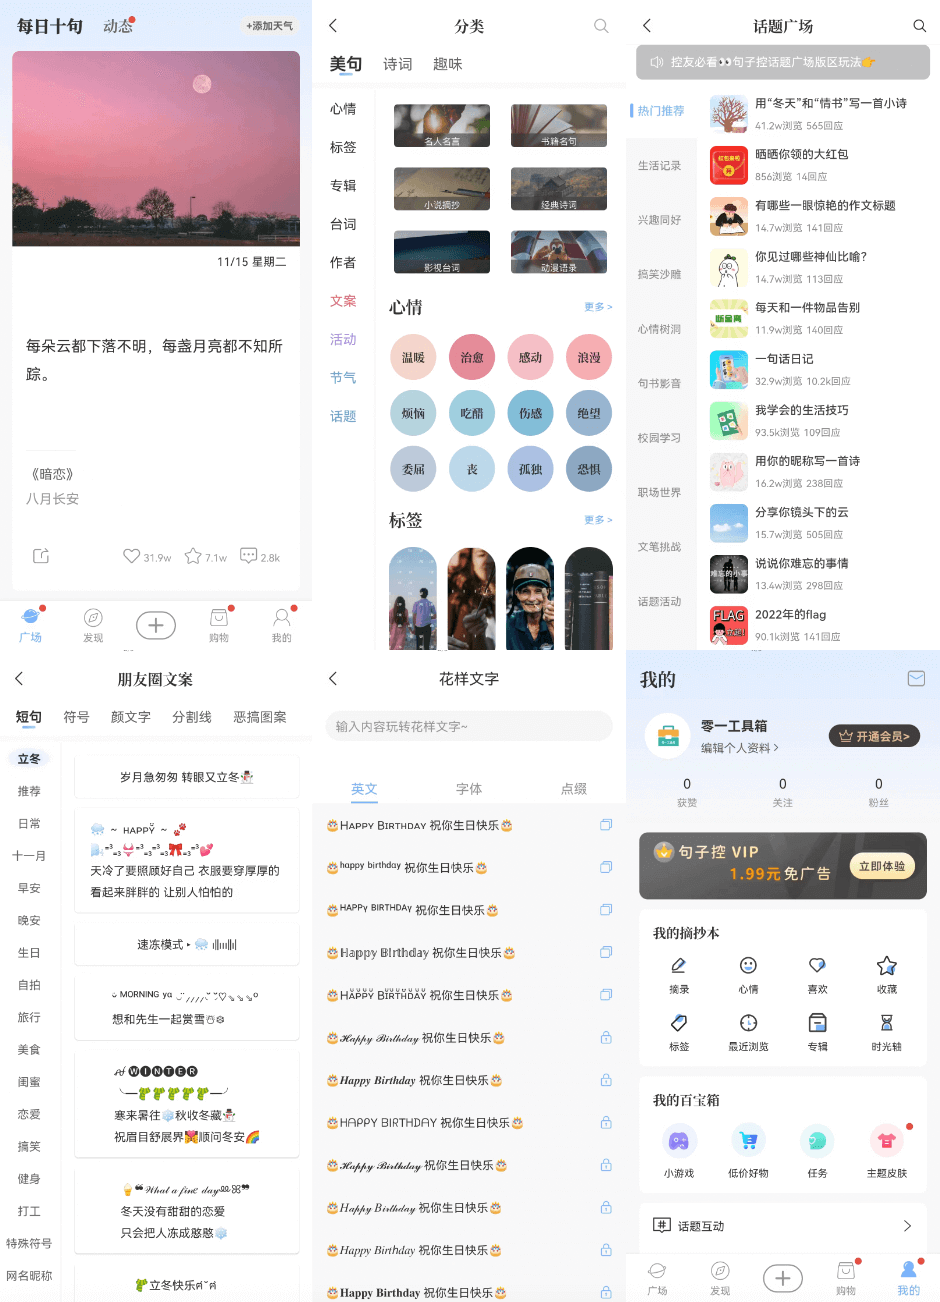 每日十句
动态
+添加天气
11/15 星期二
每朵云都下落不明，每盏月亮都不知所
踪。
《暗恋》
八月长安
31.9w
7.1w
2.8k
广场
发现
购物
我的
分类
美句
诗词
趣味
心情
标签
专辑
台词
作者
文案
活动
节气
话题
名人名言
书籍名句
小说摘抄
经典诗词
影视台词
动漫语录
心情
更多 >
温暖
治愈
感动
浪漫
烦恼
吃醋
伤感
绝望
委屈
丧
孤独
恐惧
标签
更多 >
话题广场
控友必看👀句子控话题广场版区玩法👉
热门推荐
生活记录
兴趣同好
搞笑沙雕
心情树洞
句书影音
校园学习
职场世界
文笔挑战
话题活动
用“冬天”和“情书”写一首小诗
41.2w浏览 565回应
晒晒你领的大红包
856浏览 14回应
有哪些一眼惊艳的作文标题
14.7w浏览 141回应
你见过哪些神仙比喻?
14.7w浏览 113回应
断舍离
每天和一件物品告别
11.9w浏览 140回应
一句话日记
32.9w浏览 10.2k回应
我学会的生活技巧
93.5k浏览 109回应
用你的昵称写一首诗
16.2w浏览 238回应
分享你镜头下的云
15.7w浏览 505回应
难忘的小事
说说你难忘的事情
13.4w浏览 298回应
FLAG
2022年的flag
90.1k浏览 141回应
朋友圈文案
短句
符号
颜文字
分割线
恶搞图案
立冬
推荐
日常
十一月
早安
晚安
生日
自拍
旅行
美食
闺蜜
恋爱
搞笑
健身
打工
特殊符号
网名昵称
岁月急匆匆 转眼又立冬⛄
🌨 ~ ʜᴀᴘᴘʏ̆̈ ~ 💕
天冷了要照顾好自己 衣服要穿厚厚的
看起来胖胖的 让别人怕怕的
速冻模式 ▸ 🌨
ᴹᴼᴿᴺᴵᴺᴳ ʸᵃ
想和先生一起赏雪
🅦🅘🅝🅣🅔🅡
寒来暑往❄️秋收冬藏⛄
祝眉目舒展界🎎顾问冬安🌈
🍦❝𝒲𝒽𝒶𝓉 𝒶 𝒻𝒾𝓃𝑒 𝒹𝒶𝓎 ❞
冬天没有甜甜的恋爱
只会把人冻成憨憨❄️
立冬快乐
花样文字
输入内容玩转花样文字~
英文
字体
点缀
🎂Hᴀᴘᴘʏ Bɪʀᴛʜᴅᴀʏ 祝你生日快乐🎂
🎂ʰᵃᵖᵖʸ ᵇⁱʳᵗʰᵈᵃʸ 祝你生日快乐🎂
🎂ᴴᴬᴾᴾᵞ ᴮᴵᴿᵀᴴᴰᴬᵞ 祝你生日快乐🎂
🎂ℍ𝕒𝕡𝕡𝕪 𝔹𝕚𝕣𝕥𝕙𝕕𝕒𝕪 祝你生日快乐🎂
🎂HĂ̈P̆̈P̆̈Y̆̈ BĬ̈R̆̈T̆̈H̆̈D̆̈Ă̈Y̆̈ 祝你生日快乐🎂
🎂𝓗𝓪𝓹𝓹𝔂 𝓑𝓲𝓻𝓽𝓱𝓭𝓪𝔂 祝你生日快乐🎂
🎂𝑯𝒂𝒑𝒑𝒚 𝑩𝒊𝒓𝒕𝒉𝒅𝒂𝒚 祝你生日快乐🎂
🎂HAPPY BIRTHDAY 祝你生日快乐🎂
🎂𝓗𝓪𝓹𝓹𝔂 𝓑𝓲𝓻𝓽𝓱𝓭𝓪𝔂 祝你生日快乐🎂
🎂𝐻𝒶𝓅𝓅𝓎 𝐵𝒾𝓇𝓉𝒽𝒹𝒶𝓎 祝你生日快乐🎂
🎂𝐻𝑎𝑝𝑝𝑦 𝐵𝑖𝑟𝑡ℎ𝑑𝑎𝑦 祝你生日快乐🎂
🎂𝐇𝐚𝐩𝐩𝐲 𝐁𝐢𝐫𝐭𝐡𝐝𝐚𝐲 祝你生日快乐🎂
我的
零一工具箱
编辑个人资料 >
开通会员>
0
获赞
0
关注
0
粉丝
句子控 VIP
1.99元 免广告
立即体验
我的摘抄本
摘录
心情
喜欢
收藏
标签
最近浏览
专辑
时光轴
我的百宝箱
小游戏
低价好物
任务
主题皮肤
话题互动
广场
发现
购物
我的